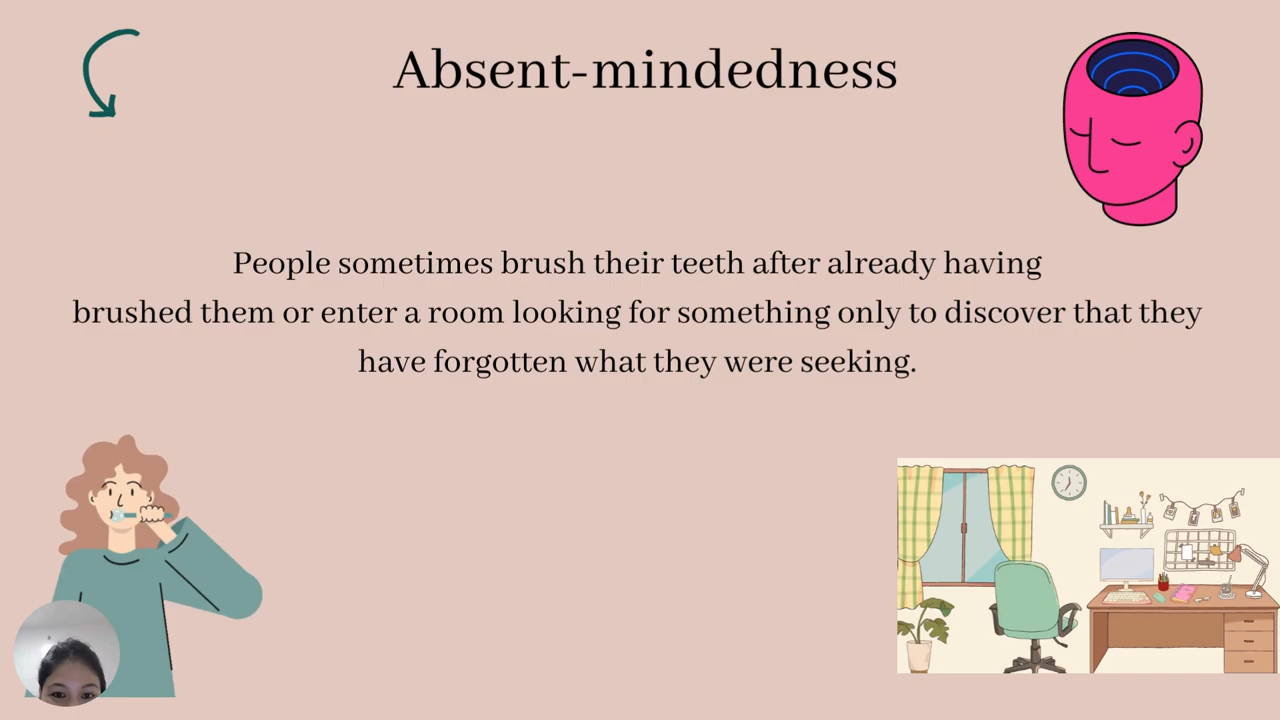 Absent-mindedness
People sometimes brush their teeth after already having
brushed them or enter a room looking for something only to discover that they
have forgotten what they were seeking.